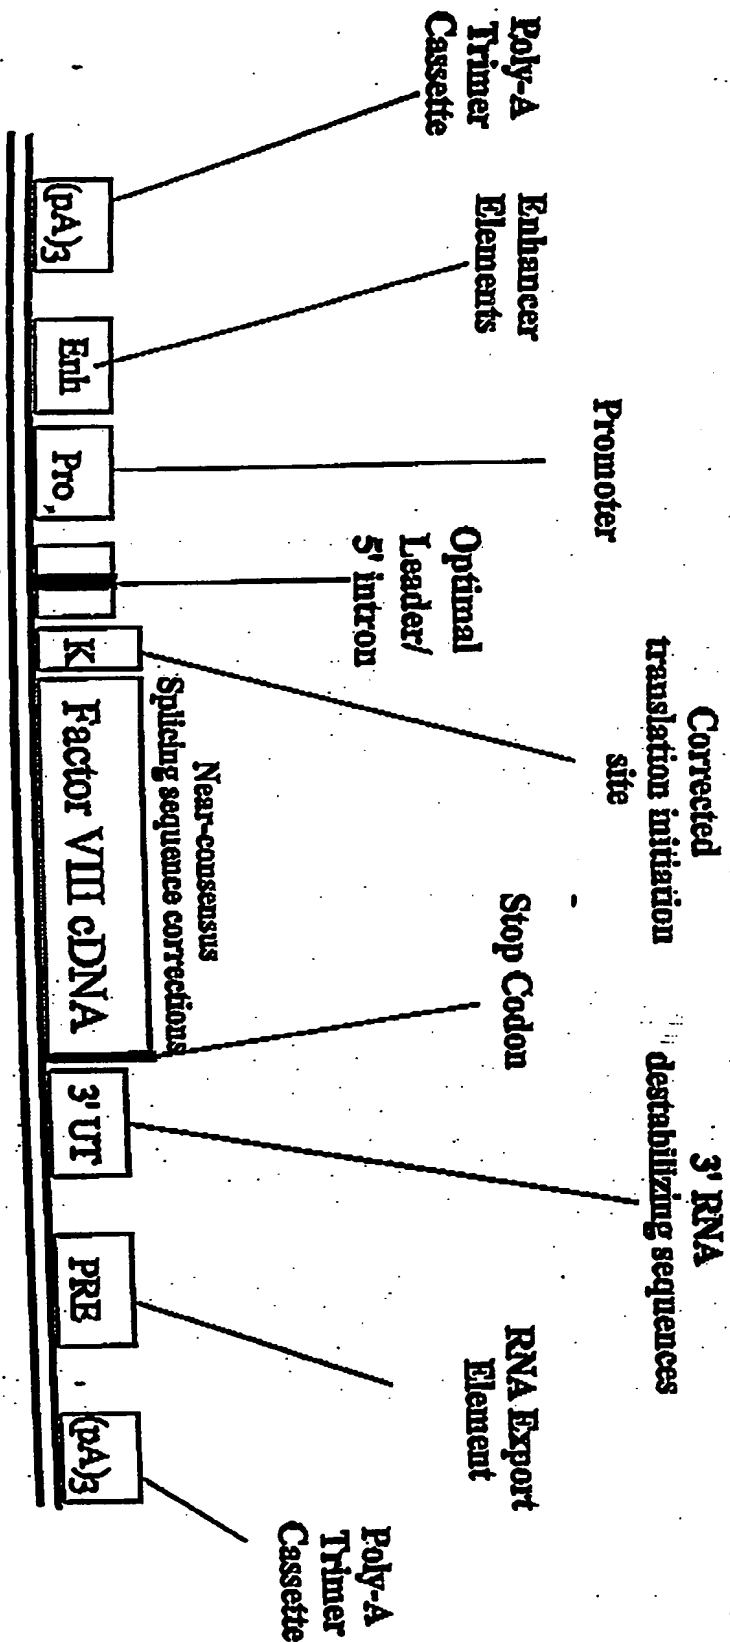 Poly-A
Trimer
Cassette
Enhancer
Elements
Promoter
Optimal
Leader/
5' intron
Corrected
translation initiation
site
Stop Codon
3' RNA
destabilizing sequences
RNA Export
Element
Poly-A
Trimer
Cassette
Near-consensus
Splicing sequence corrections
(pA)3
Enh
Pro,
K
Factor VIII cDNA
3' UT
PRE
(pA)3